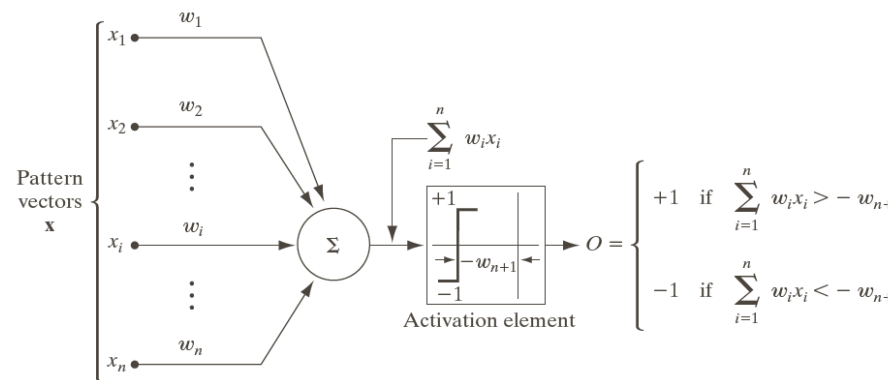 x₁ w₁
x₂ w₂
⋮
Pattern
vectors
x
xᵢ wᵢ
⋮
xₙ wₙ
Σ
n
∑ wᵢxᵢ
i=1
+1
-wₙ₊₁
-1
Activation element
O =
n
+1 if ∑ wᵢxᵢ > - wₙ₊
i=1
n
-1 if ∑ wᵢxᵢ < - wₙ₊
i=1